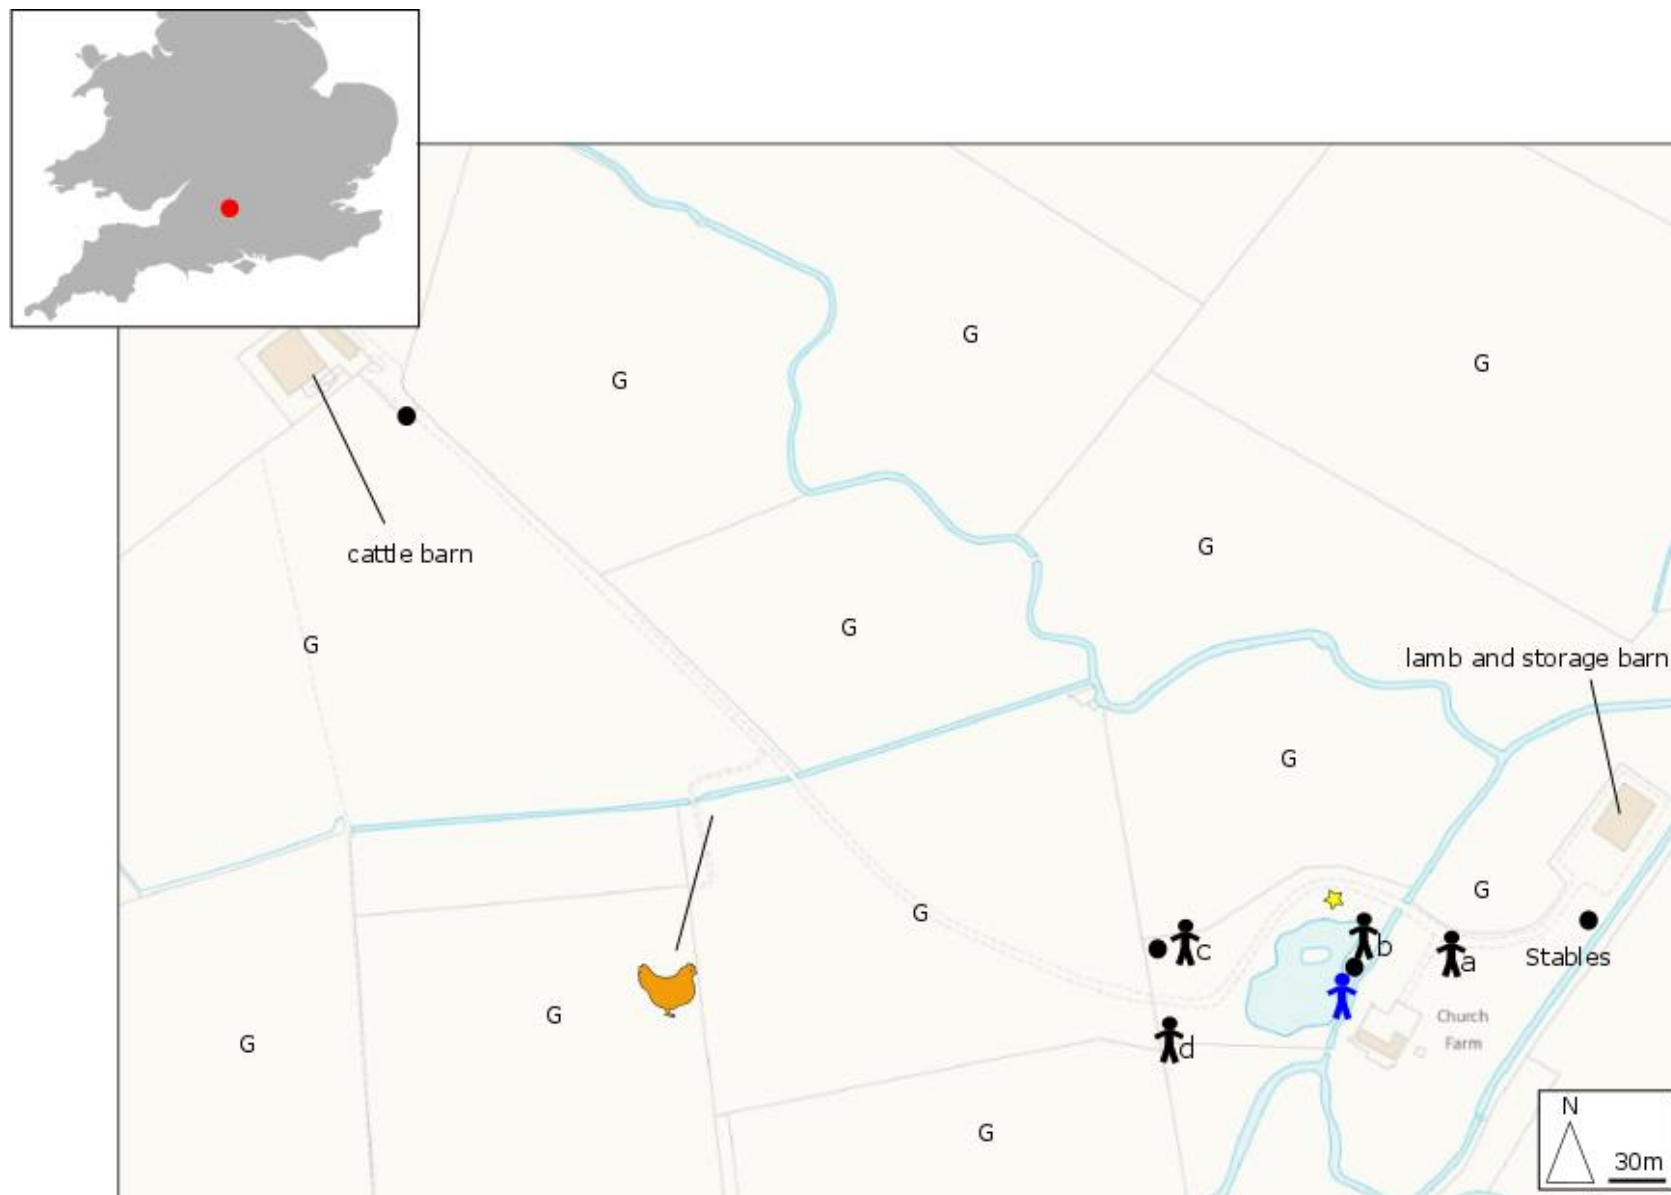 G
G
G
cattle barn
G
G
G
lamb and storage barn
G
G
G
b
c
a
Stables
G
Church
Farm
G
d
G
N
30m